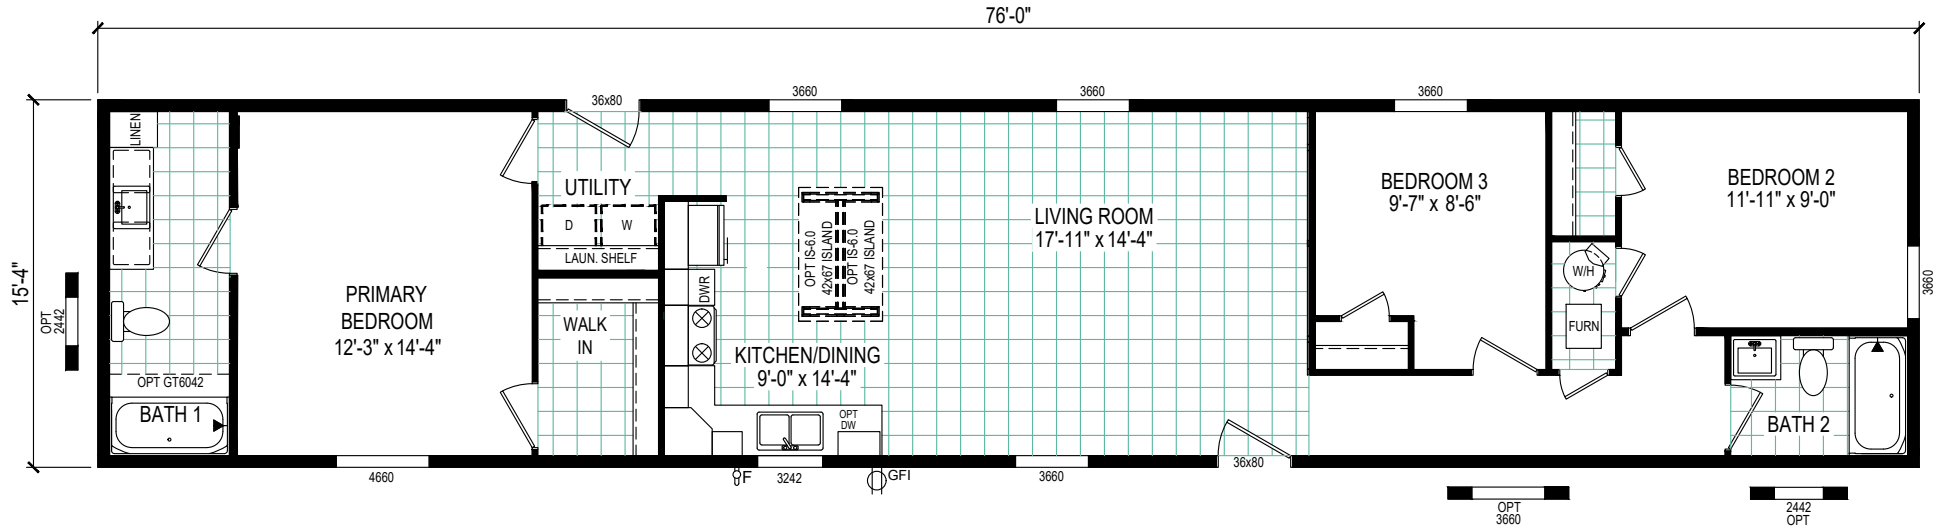 76'-0"
15'-4"
36x80
3660
3660
3660
LINEN
UTILITY
D
W
LAUN. SHELF
PRIMARY
BEDROOM
12'-3" x 14'-4"
WALK
IN
OPT GT6042
BATH 1
OPT
2442
4660
DWR
OPT IS-6.0
42x67 ISLAND
OPT IS-6.0
42x67 ISLAND
KITCHEN/DINING
9'-0" x 14'-4"
OPT
DW
LIVING ROOM
17'-11" x 14'-4"
BEDROOM 3
9'-7" x 8'-6"
BEDROOM 2
11'-11" x 9'-0"
W/H
FURN
3660
BATH 2
F
3242
GFI
3660
36x80
OPT
3660
2442
OPT